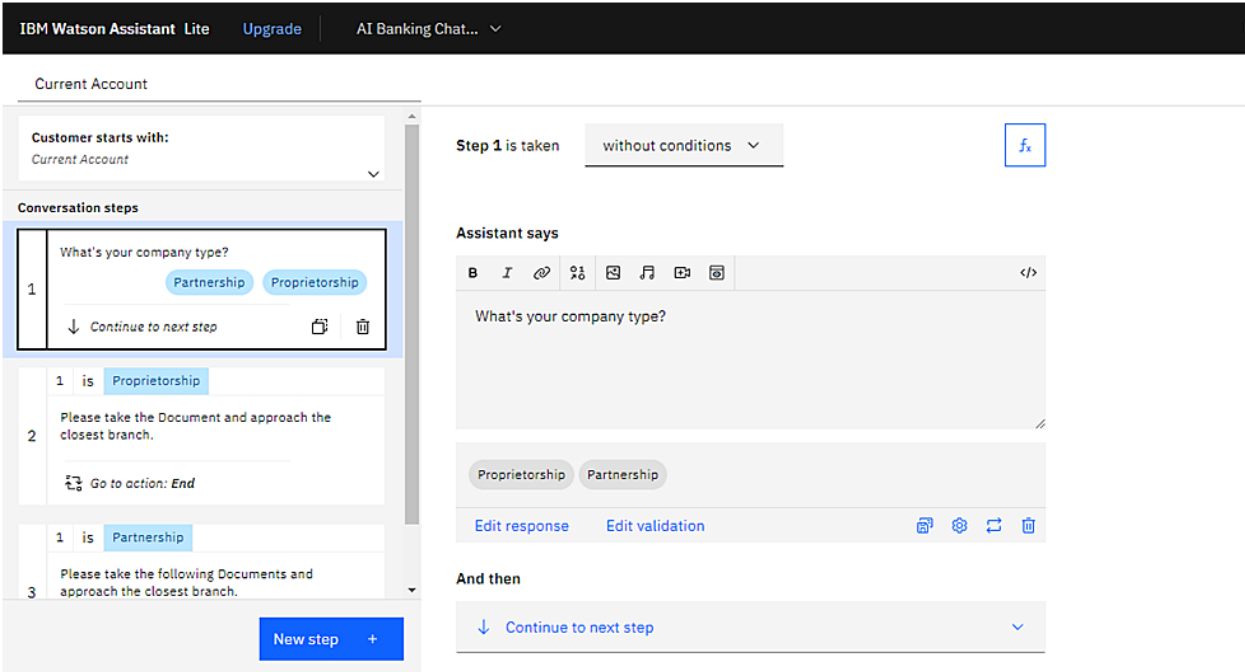 IBM Watson Assistant Lite Upgrade AI Banking Chat...
Current Account
Customer starts with:
Current Account
Conversation steps
1
What's your company type?
Partnership Proprietorship
Continue to next step
2
1 is Proprietorship
Please take the Document and approach the
closest branch.
Go to action: End
3
1 is Partnership
Please take the following Documents and
approach the closest branch.
New step +
Step 1 is taken without conditions
fx
Assistant says
B I </>
What's your company type?
Proprietorship Partnership
Edit response Edit validation
And then
Continue to next step